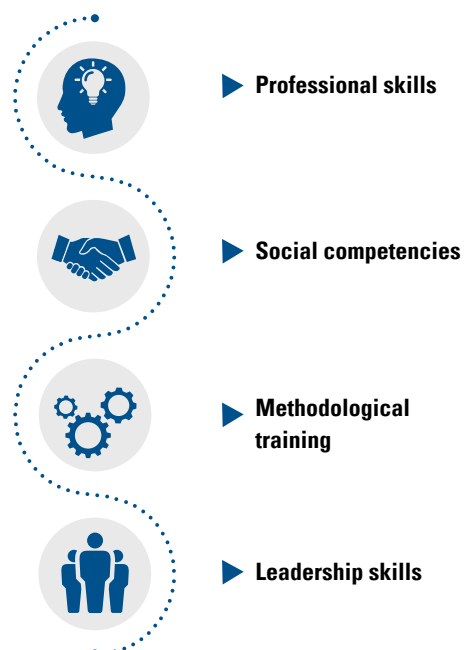 Professional skills
Social competencies
Methodological
training
Leadership skills